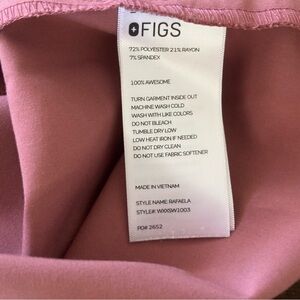 FIGS
72% POLYESTER 21% RAYON
7% SPANDEX
100% AWESOME
TURN GARMENT INSIDE OUT
MACHINE WASH COLD
WASH WITH LIKE COLORS
DO NOT BLEACH
TUMBLE DRY LOW
LOW HEAT IRON IF NEEDED
DO NOT DRY CLEAN
DO NOT USE FABRIC SOFTENER
MADE IN VIETNAM
STYLE NAME: RAFAELA
STYLE#: WXXSW1003
PO# 2652